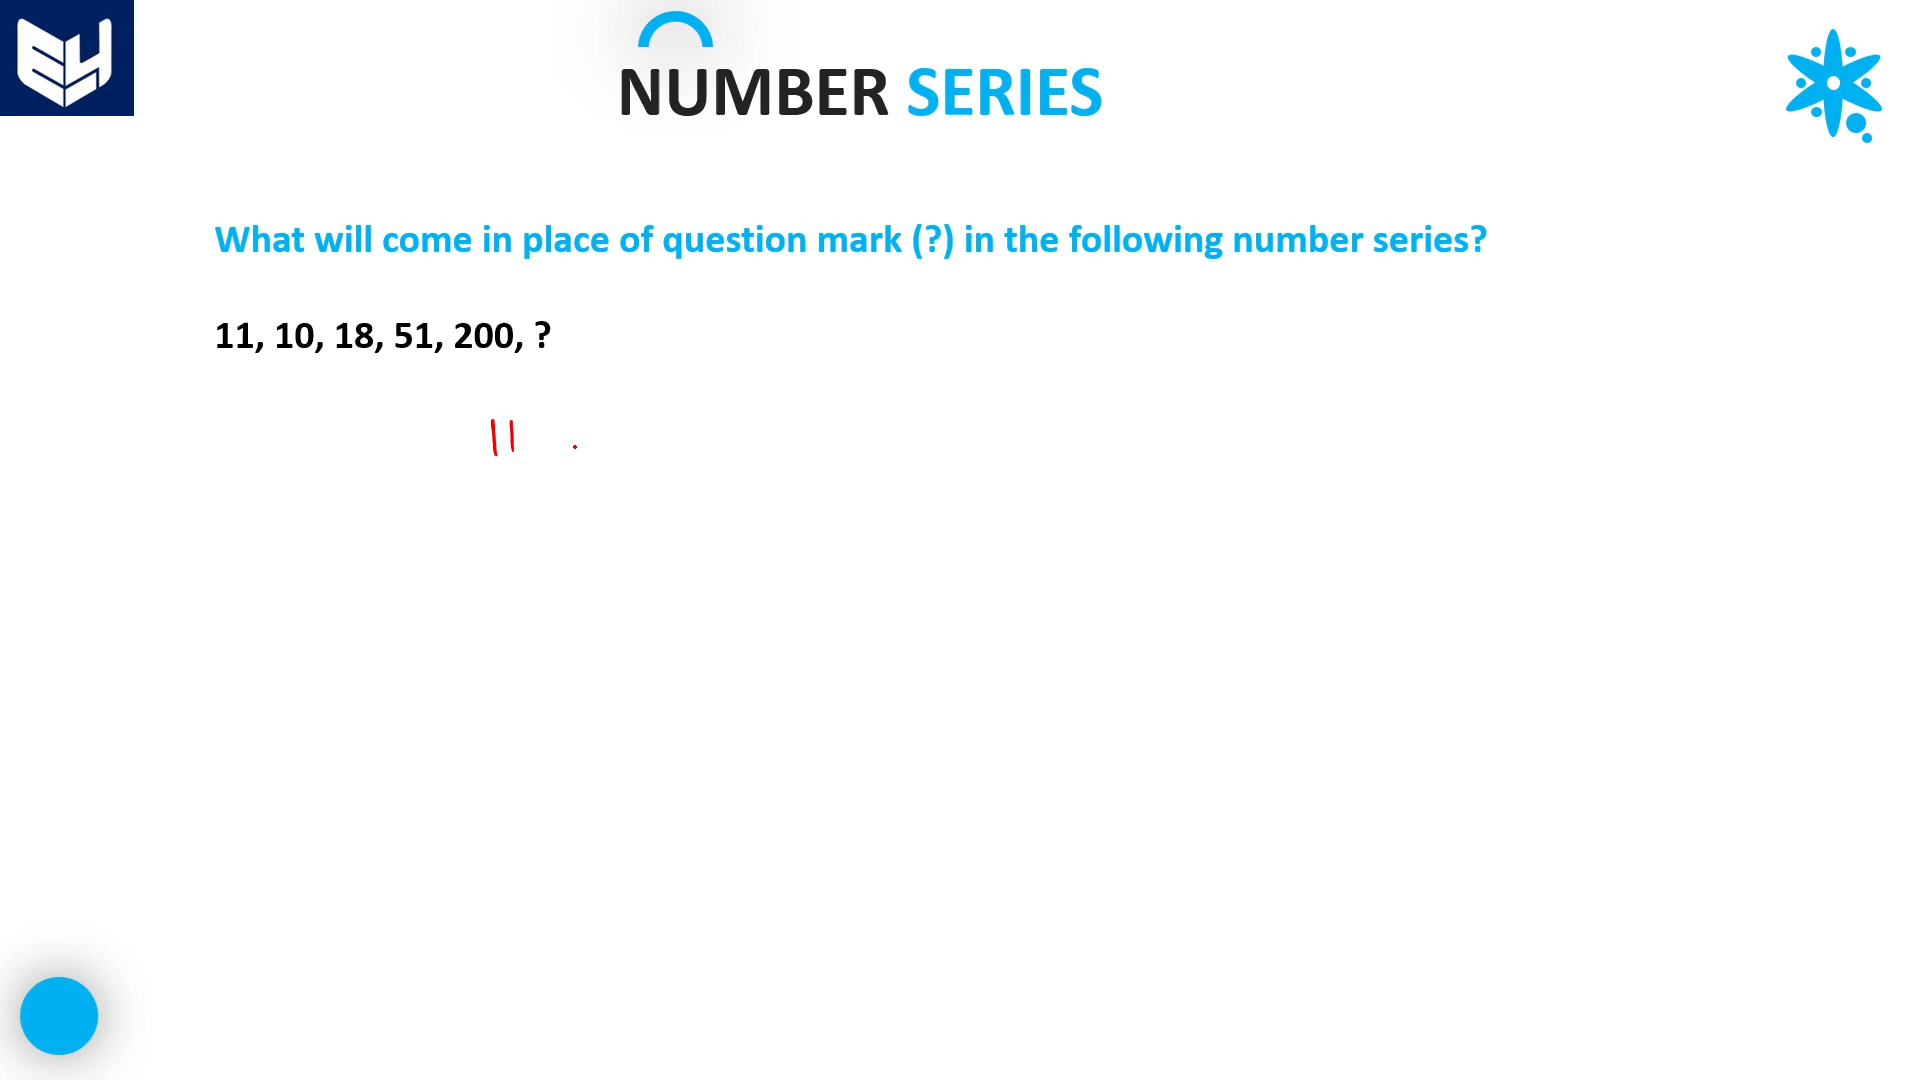 NUMBER SERIES
What will come in place of question mark (?) in the following number series?
11, 10, 18, 51, 200, ?
11 .